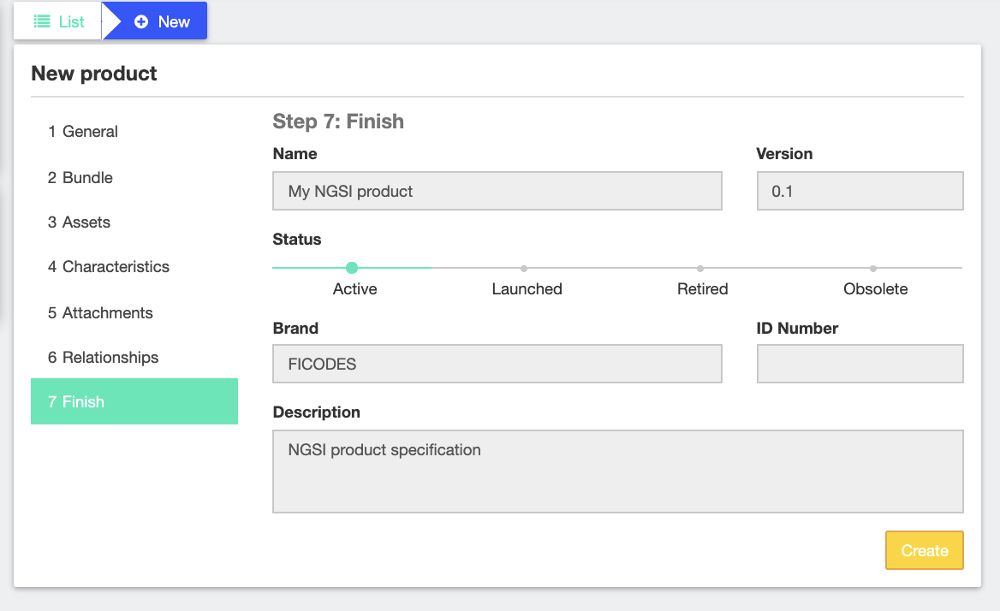 List
New
New product
1 General
2 Bundle
3 Assets
4 Characteristics
5 Attachments
6 Relationships
7 Finish
Step 7: Finish
Name Version
My NGSI product 0.1
Status
Active Launched Retired Obsolete
Brand ID Number
FICODES
Description
NGSI product specification
Create